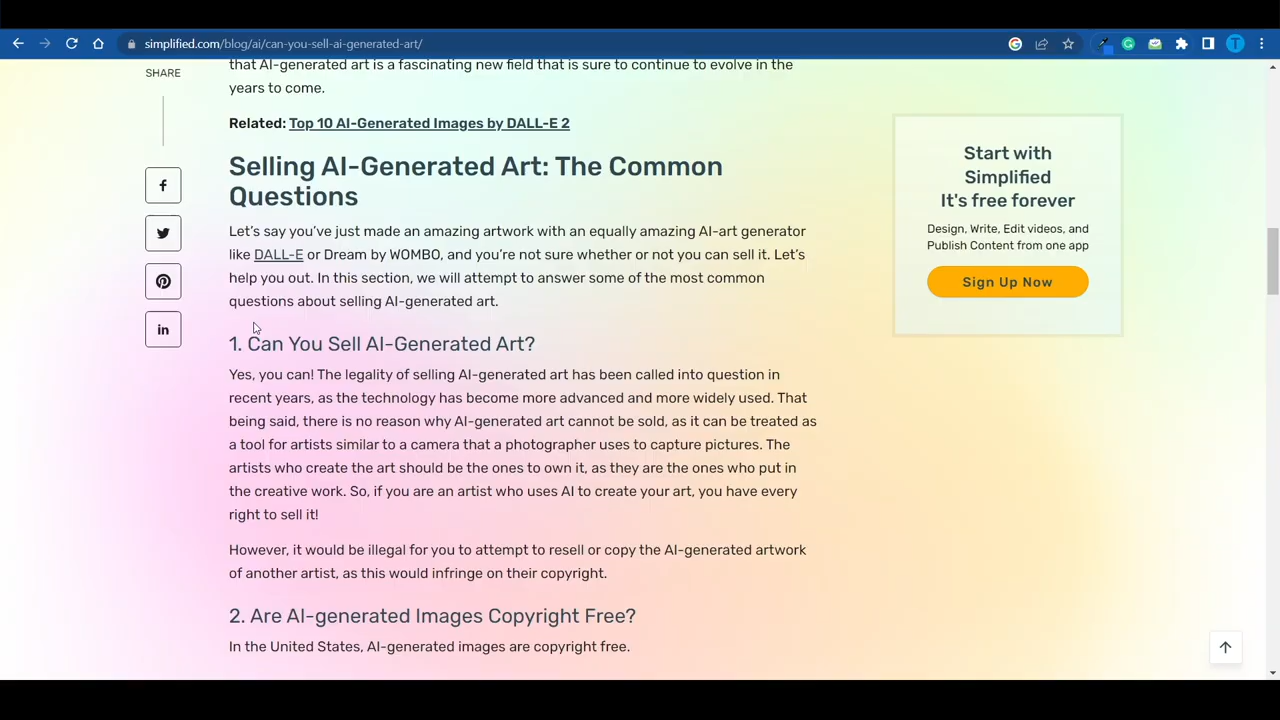 simplified.com/blog/ai/can-you-sell-ai-generated-art/
T
SHARE
that AI-generated art is a fascinating new field that is sure to continue to evolve in the
years to come.
Related: Top 10 AI-Generated Images by DALL-E 2
Selling AI-Generated Art: The Common
Questions
Let's say you've just made an amazing artwork with an equally amazing AI-art generator
like DALL-E or Dream by WOMBO, and you're not sure whether or not you can sell it. Let's
help you out. In this section, we will attempt to answer some of the most common
questions about selling AI-generated art.
1. Can You Sell AI-Generated Art?
Yes, you can! The legality of selling AI-generated art has been called into question in
recent years, as the technology has become more advanced and more widely used. That
being said, there is no reason why AI-generated art cannot be sold, as it can be treated as
a tool for artists similar to a camera that a photographer uses to capture pictures. The
artists who create the art should be the ones to own it, as they are the ones who put in
the creative work. So, if you are an artist who uses AI to create your art, you have every
right to sell it!
However, it would be illegal for you to attempt to resell or copy the AI-generated artwork
of another artist, as this would infringe on their copyright.
2. Are AI-generated Images Copyright Free?
In the United States, AI-generated images are copyright free.
Start with
Simplified
It's free forever
Design, Write, Edit videos, and
Publish Content from one app
Sign Up Now